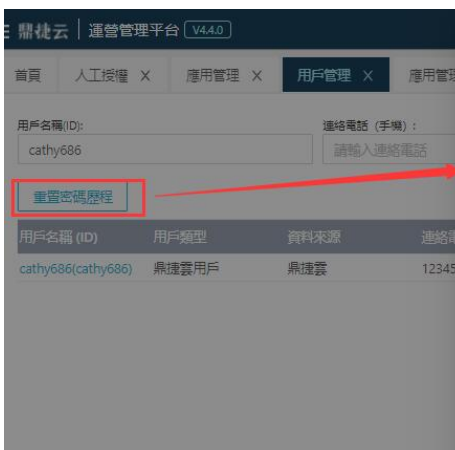 鼎捷云 運營管理平台 V4.4.0
首頁 人工授權 X 應用管理 X 用戶管理 X 應用管理
用戶名稱(ID): 連絡電話 (手機) :
cathy686 請輸入連絡電話
重置密碼歷程
用戶名稱 (ID) 用戶類型 資料來源 連絡電
cathy686(cathy686) 鼎捷雲用戶 鼎捷雲 12345